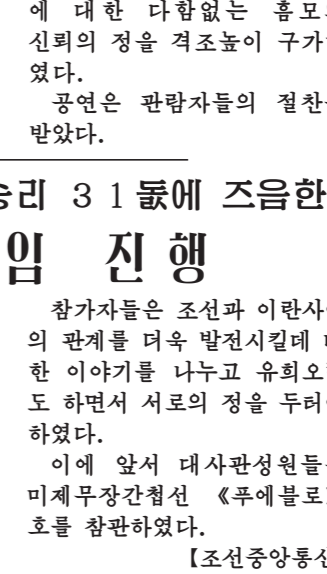 에 대한 다함없는 흠모
신뢰의 정을 격조높이 구가
였다.
공연은 관람자들의 절찬
받았다.
승리 31돐에 즈음한
임 진행
참가자들은 조선과 이란사
의 관계를 더욱 발전시킬데
한 이야기를 나누고 유희오
도 하면서 서로의 정을 두터
하였다.
이에 앞서 대사관성원들
미제무장간첩선 《푸에블로
호를 참관하였다.
【조선중앙통신